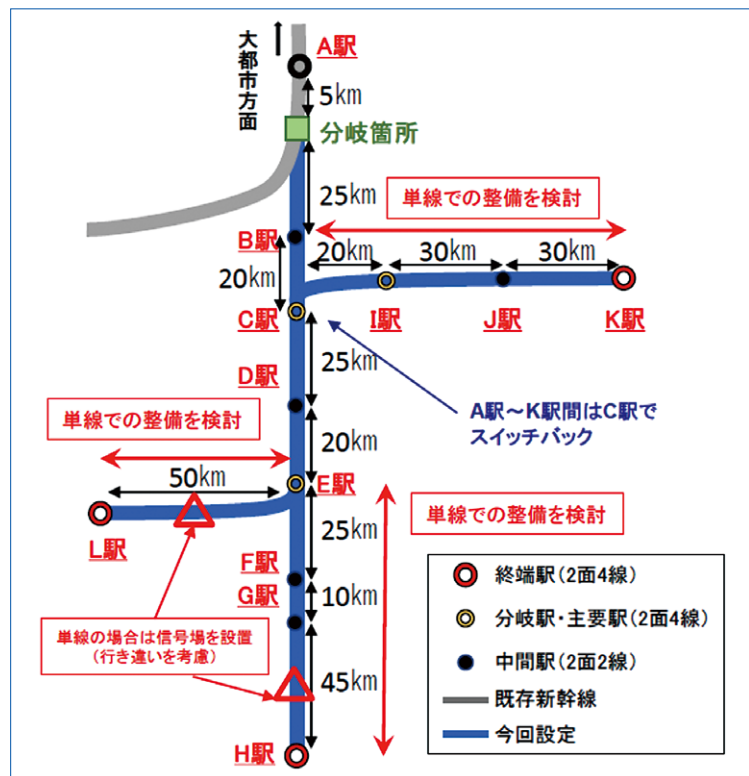 大都市方面
A駅
5km
分岐箇所
25km
単線での整備を検討
B駅
20km
30km
30km
20km
C駅
I駅
J駅
K駅
25km
D駅
A駅~K駅間はC駅で
スイッチバック
単線での整備を検討
20km
50km
E駅
L駅
25km
単線での整備を検討
F駅
G駅
10km
単線の場合は信号場を設置
(行き違いを考慮)
45km
H駅
終端駅(2面4線)
分岐駅・主要駅(2面4線)
中間駅(2面2線)
既存新幹線
今回設定